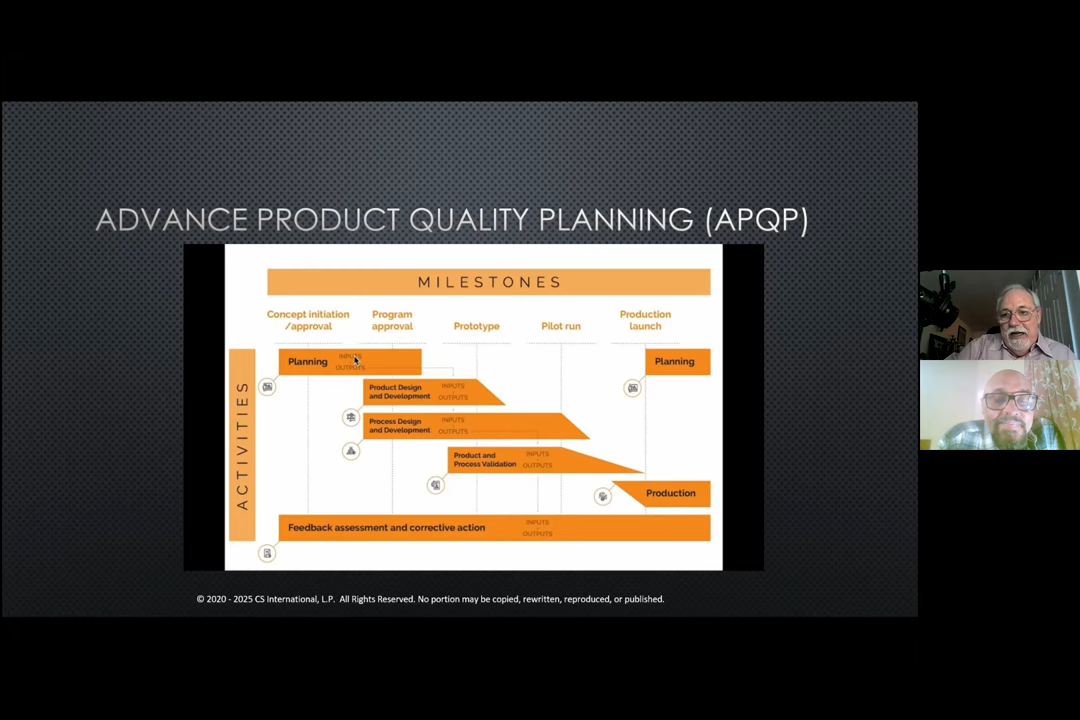 ADVANCE PRODUCT QUALITY PLANNING (APQP)
MILESTONES
Concept initiation
/approval
Program
approval
Prototype
Pilot run
Production
launch
ACTIVITIES
Planning
INPUTS
OUTPUTS
Planning
Product Design
and Development
INPUTS
OUTPUTS
Process Design
and Development
INPUTS
OUTPUTS
Product and
Process Validation
INPUTS
OUTPUTS
Production
Feedback assessment and corrective action
INPUTS
OUTPUTS
© 2020 - 2025 CS International, L.P. All Rights Reserved. No portion may be copied, rewritten, reproduced, or published.